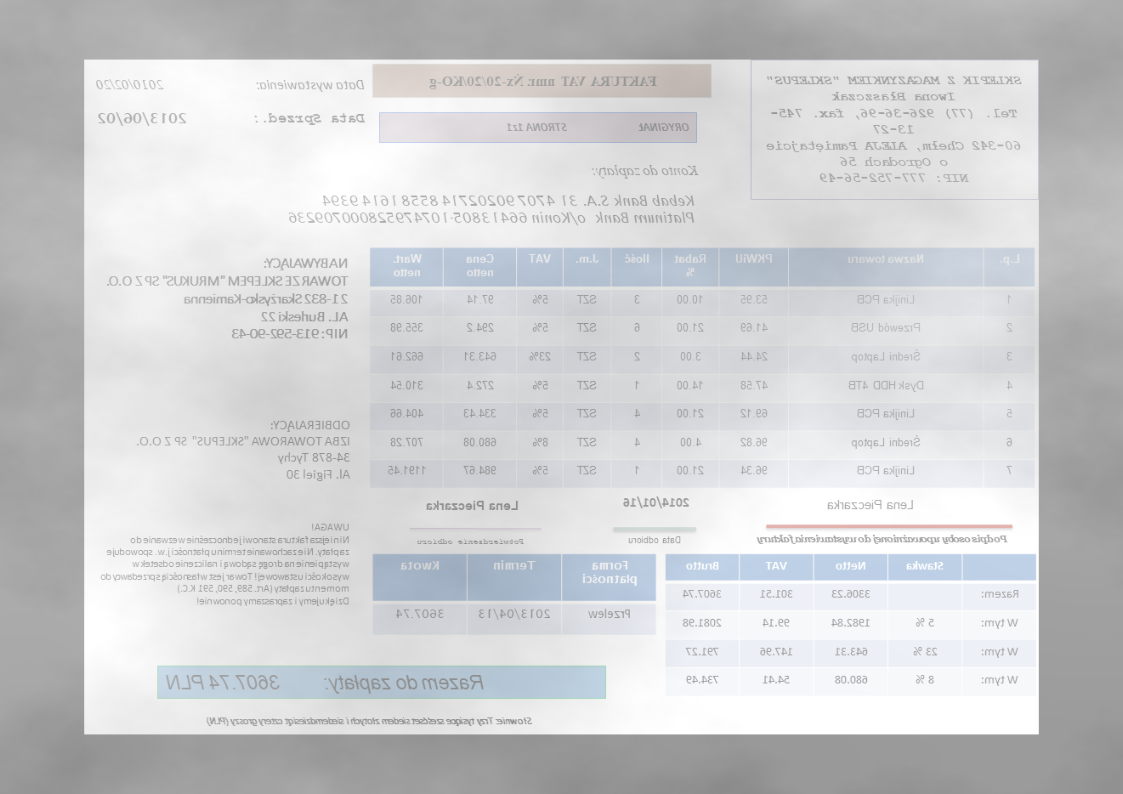 SKLEPIK Z MAGAZYNKIEM "SKLEPUS"
Iwona Błaszczak
Tel. (77) 926-36-96, fax. 745-
13-27
60-342 Chełm, ALEJA Pamiętajcie
o Ogrodach 56
NIP: 777-752-56-49
FAKTURA VAT nmr: Nx-20/20/KO-g
ORYGINAŁ STRONA 1z1
Data wystawienia: 2010/02/20
Data Sprzed.: 2013/06/02
Konto do zapłaty:
Kebab Bank S.A. 31 4707 90202714 8558 1614 9394
Platinum Bank o/Konin 6641 3805-107479528000709236
L.p. Nazwa towaru PKWiU Rabat % Ilość J.m. VAT Cena netto Wart. netto
1 Linijka PCB 53.95 10.00 3 SZT 5% 97.14 106.85
2 Przewód USB 41.69 21.00 6 SZT 5% 294.2 355.98
3 Średni Laptop 24.44 3.00 2 SZT 23% 643.31 662.61
4 Dysk HDD 4TB 47.58 14.00 1 SZT 5% 272.4 310.54
5 Linijka PCB 69.12 21.00 4 SZT 5% 334.43 404.66
6 Średni Laptop 96.82 4.00 4 SZT 8% 680.08 707.28
7 Linijka PCB 96.34 21.00 1 SZT 5% 984.67 1191.45
NABYWAJĄCY:
TOWARZE SKLEPEM "MRUKUS" SP Z O.O.
21-832 Skarżysko-Kamienna
AL. Burleski 22
NIP: 913-592-90-43
ODBIERAJĄCY:
IZBA TOWAROWA "SKLEPUS" SP Z O.O.
34-878 Tychy
Al. Figiel 30
Lena Pieczarka
Podpis osoby upoważnionej do wystawienia faktury
2014/01/16
Data odbioru
Lena Pieczarka
Potwierdzenie odbioru
UWAGA!
Niniejsza faktura stanowi jednocześnie wezwanie do
zapłaty. Nie zachowanie termin płatności j.w. spowoduje
wystąpienia na drogę sądową i naliczenie odsetek w
wysokości ustawowej! Towar jest własnością sprzedawcy do
momentu zapłaty (Art. 589, 590, 591 K.C.)
Dziękujemy i zapraszamy ponownie!
Stawka Netto VAT Brutto
Razem: 3306.23 301.51 3607.74
W tym: 5 % 1982.84 99.14 2081.98
W tym: 23 % 643.31 147.96 791.27
W tym: 8 % 680.08 54.41 734.49
Forma płatności Termin Kwota
Przelew 2013/04/13 3607.74
Razem do zapłaty: 3607.74 PLN
Słownie: Trzy tysiące sześćset siedem złotych i siedemdziesiąt cztery groszy (PLN)